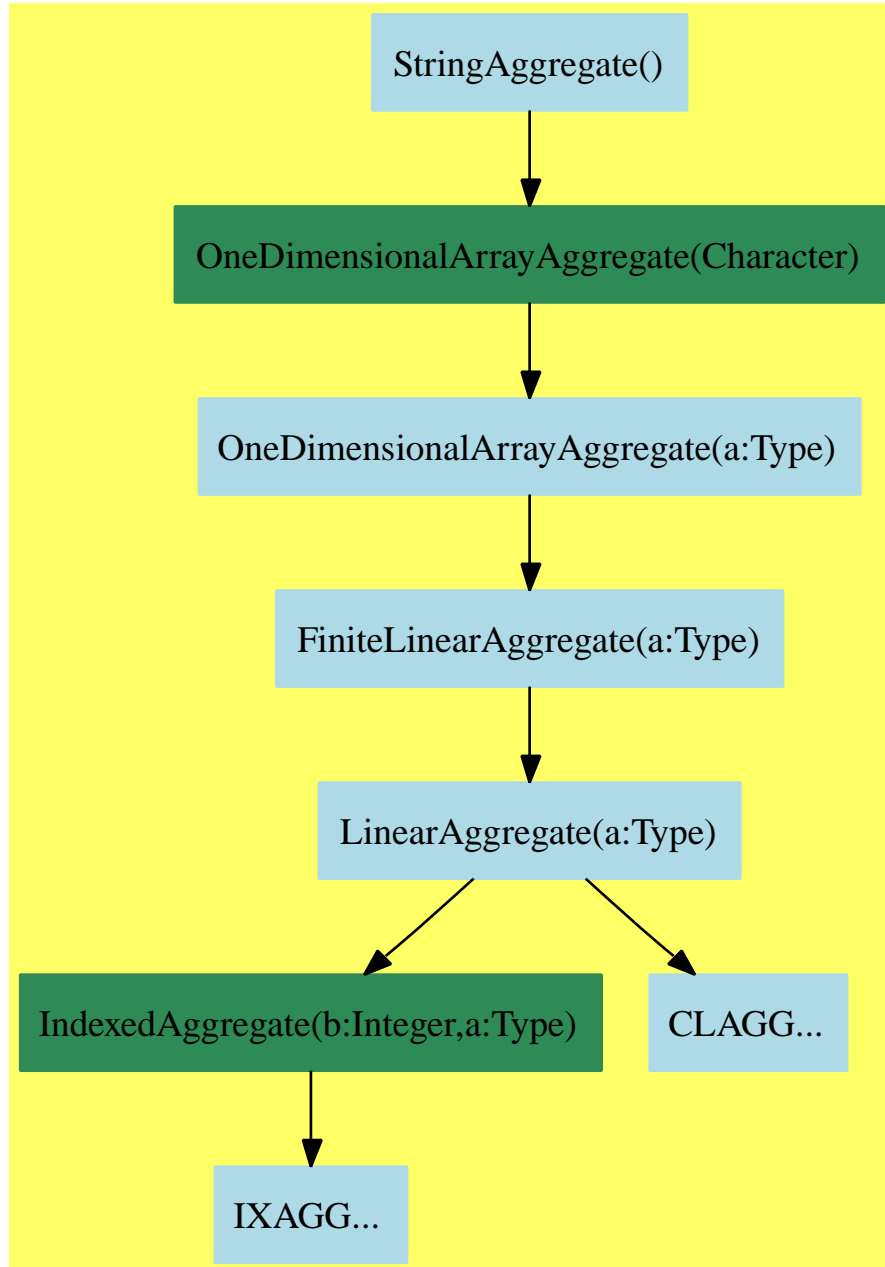 StringAggregate()
OneDimensionalArrayAggregate(Character)
OneDimensionalArrayAggregate(a:Type)
FiniteLinearAggregate(a:Type)
LinearAggregate(a:Type)
IndexedAggregate(b:Integer,a:Type)
CLAGG...
IXAGG...